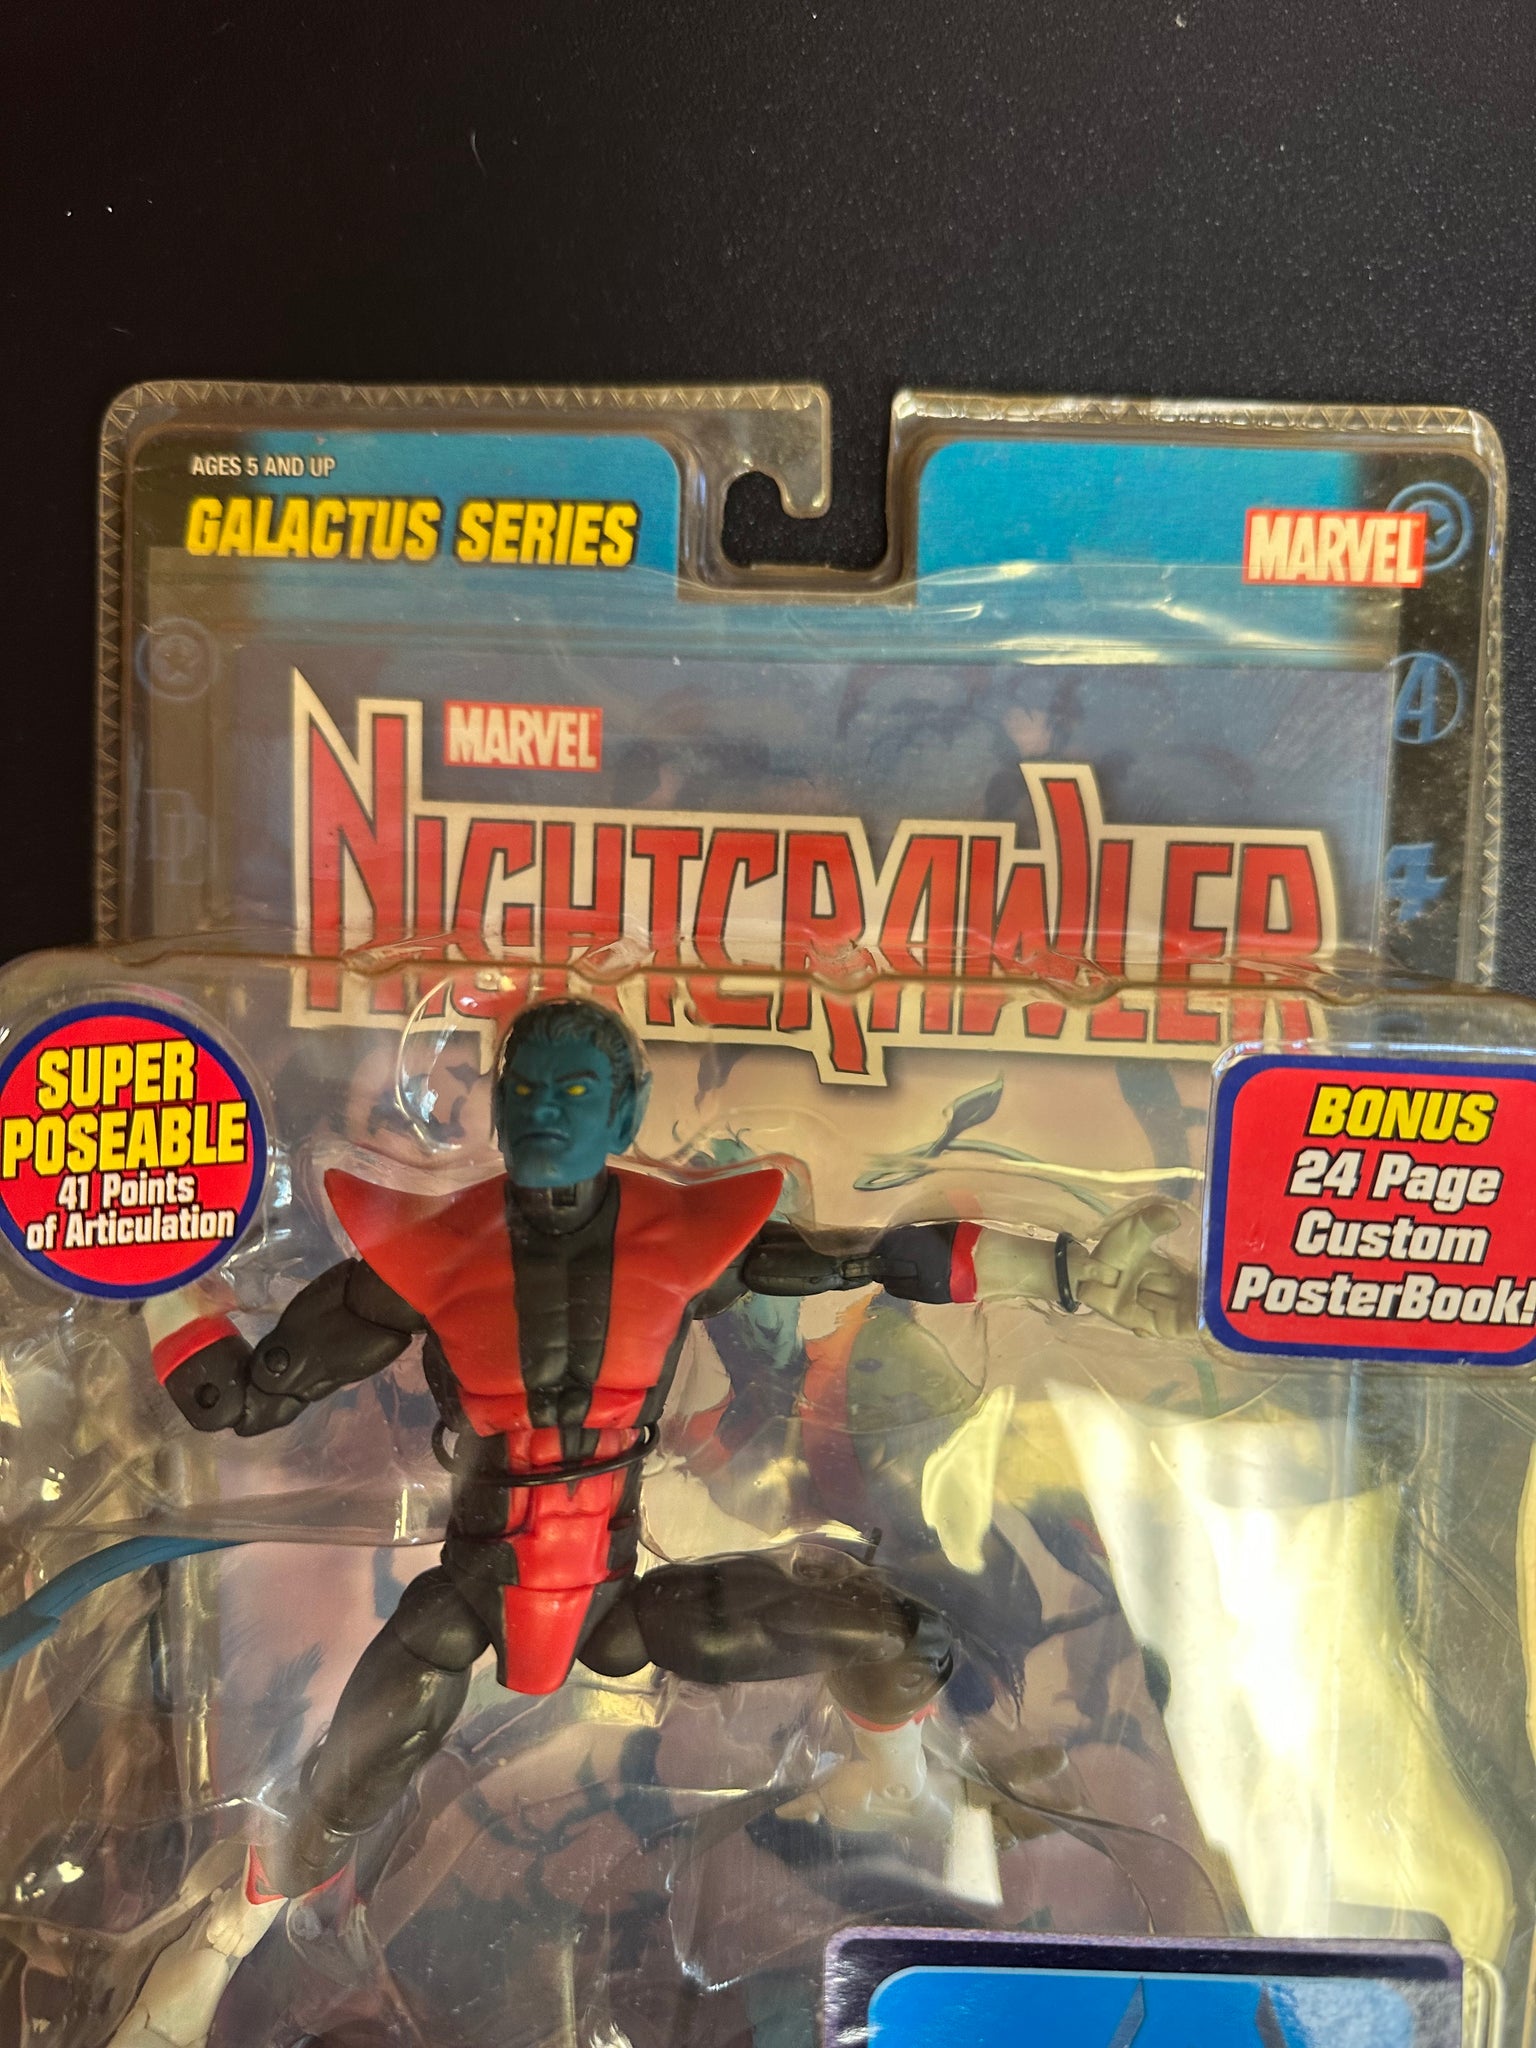 AGES 5 AND UP
GALACTUS SERIES
MARVEL
MARVEL
NIGHTCRAWLER
SUPER
POSEABLE
41 Points
of Articulation
BONUS
24 Page
Custom
PosterBook!